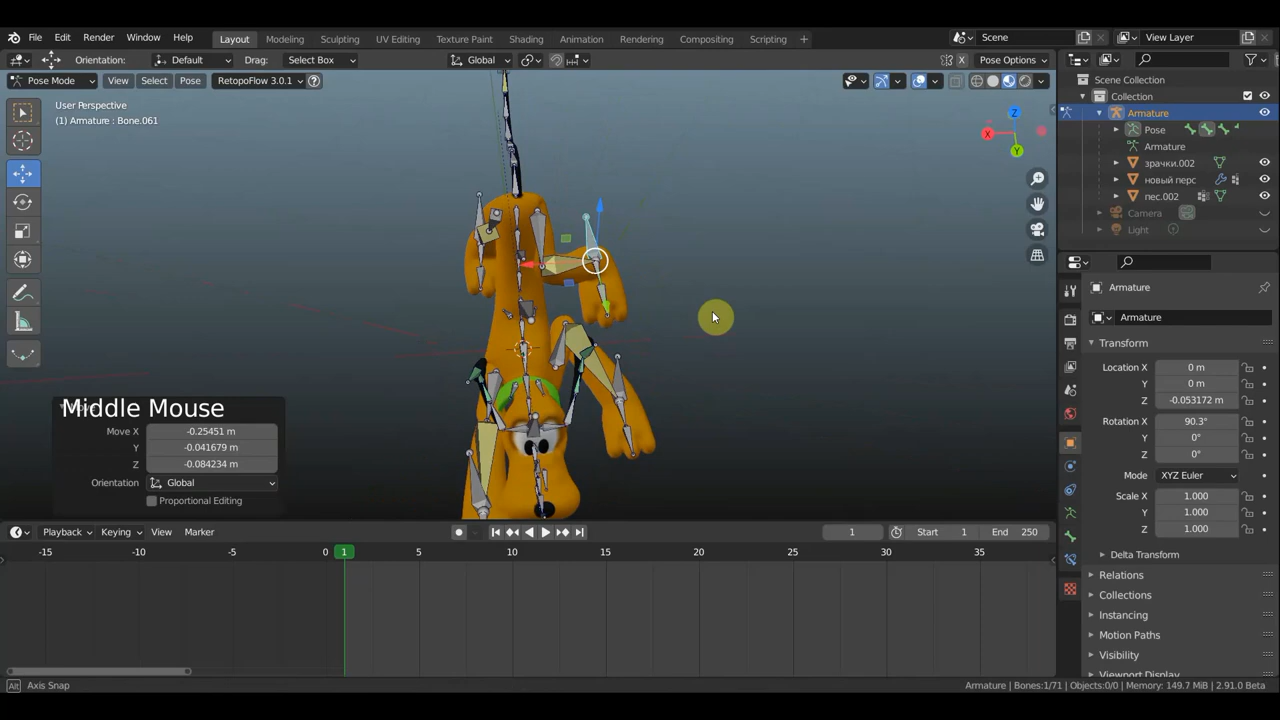 File Edit Render Window Help Layout Modeling Sculpting UV Editing Texture Paint Shading Animation Rendering Compositing Scripting + Scene View Layer
Orientation: Default Drag: Select Box Global Pose Options
Pose Mode View Select Pose RetopoFlow 3.0.1
User Perspective
(1) Armature : Bone.061
Z
X
Y
Scene Collection
Collection
Armature
Pose
Armature
зрачки.002
новый перс
пес.002
Camera
Light
Armature
Armature
Transform
Location X 0 m
Y 0 m
Z -0.053172 m
Rotation X 90.3°
Y 0°
Z 0°
Mode XYZ Euler
Scale X 1.000
Y 1.000
Z 1.000
Delta Transform
Relations
Collections
Instancing
Motion Paths
Visibility
Viewport Display
Middle Mouse
Move X -0.25451 m
Y -0.041679 m
Z -0.084234 m
Orientation Global
Proportional Editing
Playback Keying View Marker 1 Start 1 End 250
-15 -10 -5 0 1 5 10 15 20 25 30 35
Alt Axis Snap
Armature | Bones:1/71 | Objects:0/0 | Memory: 149.7 MiB | 2.91.0 Beta